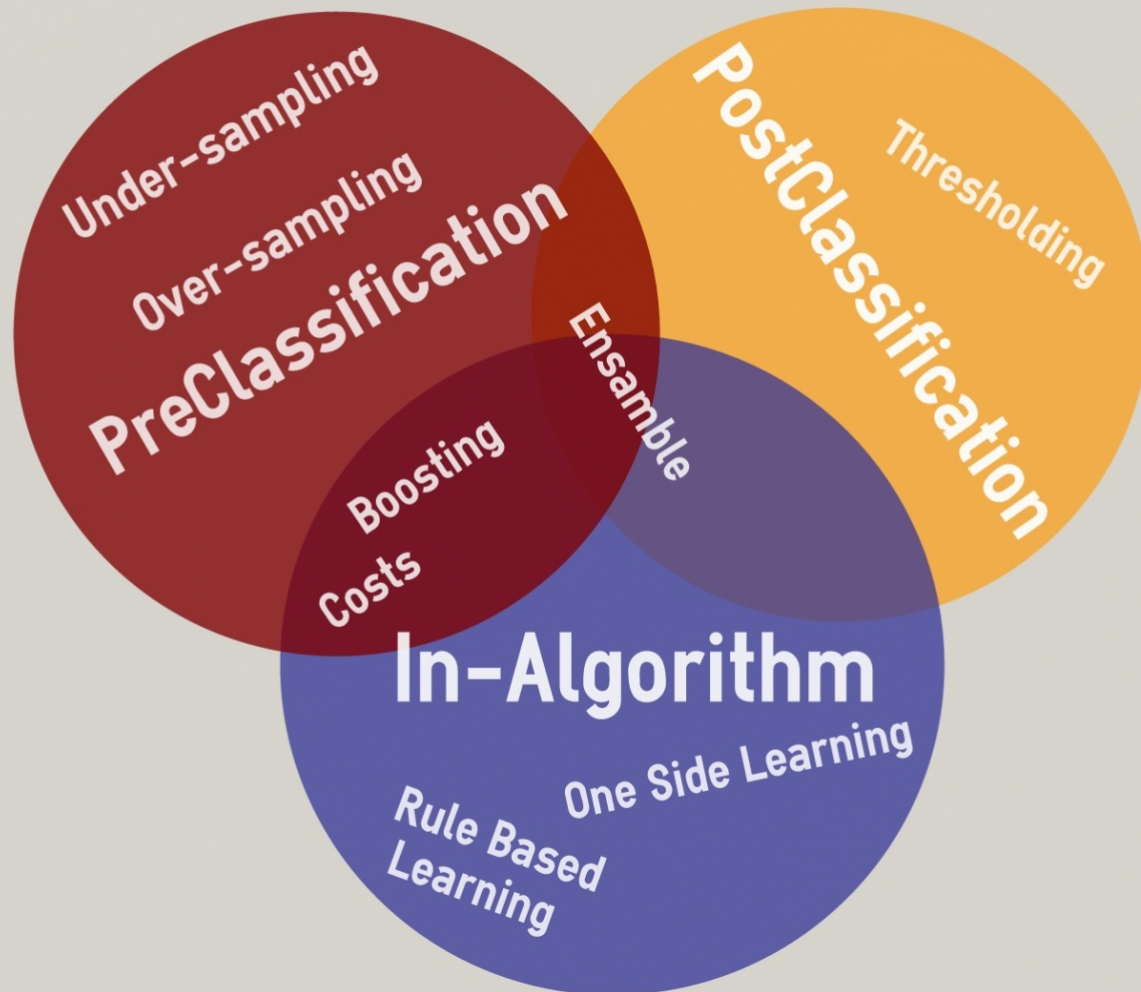 Under-sampling
Over-sampling
PreClassification
PostClassification
Thresholding
Ensamble
Boosting
Costs
In-Algorithm
One Side Learning
Rule Based
Learning